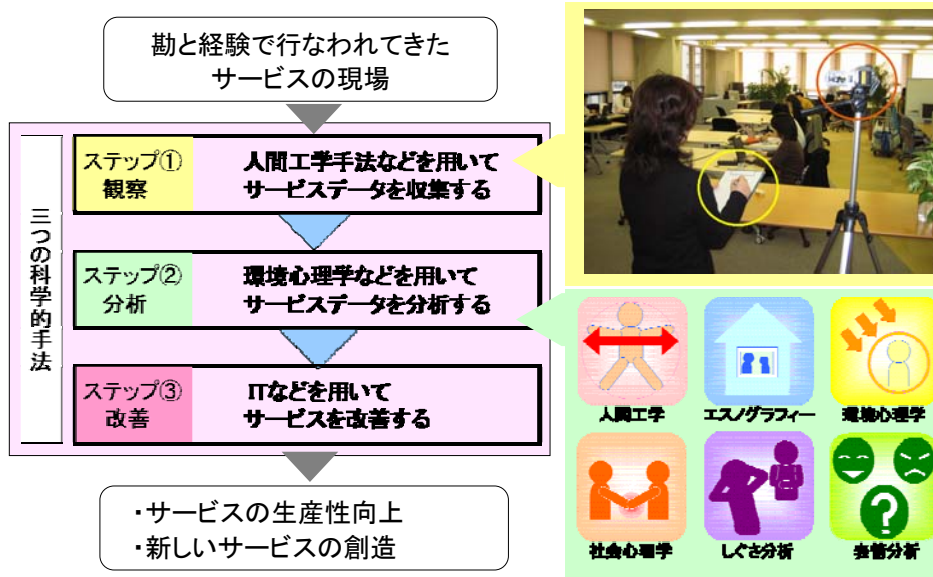 勘と経験で行なわれてきた
サービスの現場
三つの科学的手法
ステップ①
観察
人間工学手法などを用いて
サービスデータを収集する
ステップ②
分析
環境心理学などを用いて
サービスデータを分析する
ステップ③
改善
ITなどを用いて
サービスを改善する
・サービスの生産性向上
・新しいサービスの創造
人間工学
エスノグラフィー
環境心理学
社会心理学
しぐさ分析
表情分析
?